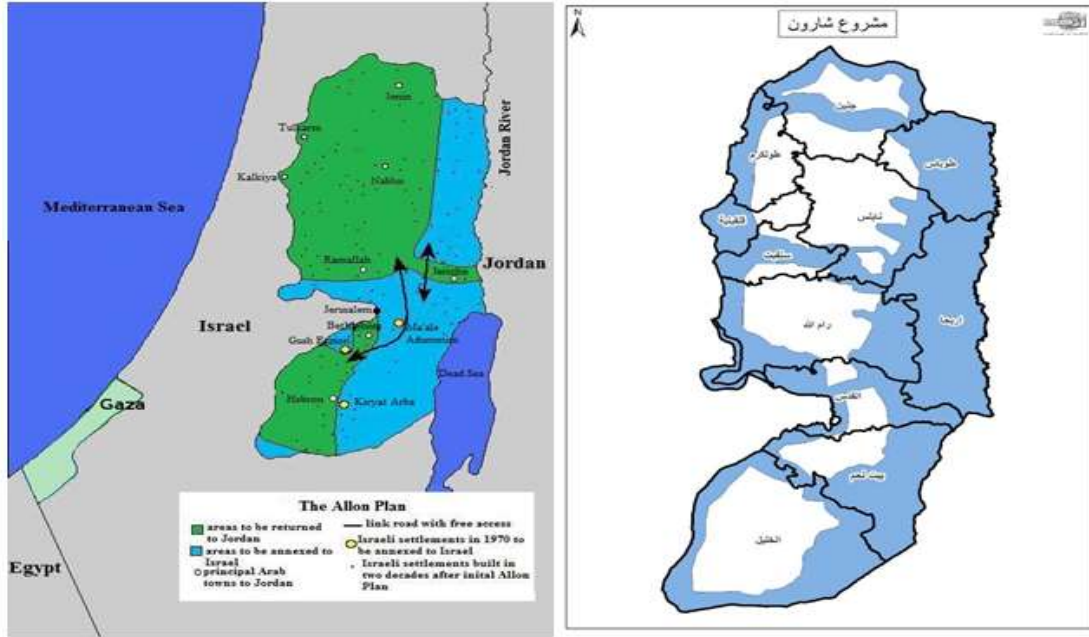 Mediterranean Sea
Egypt
Gaza
Israel
Jordan
Jordan River
Dead Sea
Jenin
Tulkarm
Kalkiya
Nablus
Ramallah
Jericho
Jerusalem
Bethlehem
Ma'ale
Adumim
Gush Etzion
Hebron
Kiryat Arba
The Allon Plan
areas to be returned
to Jordan
areas to be annexed to
Israel
principal Arab
towns to Jordan
link road with free access
Israeli settlements in 1970 to
be annexed to Israel
Israeli settlements built in
two decades after inital Allon
Plan
N
مشروع شارون
جنين
طوباس
طولكرم
نابلس
قلقيلية
سلفيت
رام الله
اريحا
القدس
بيت لحم
الخليل